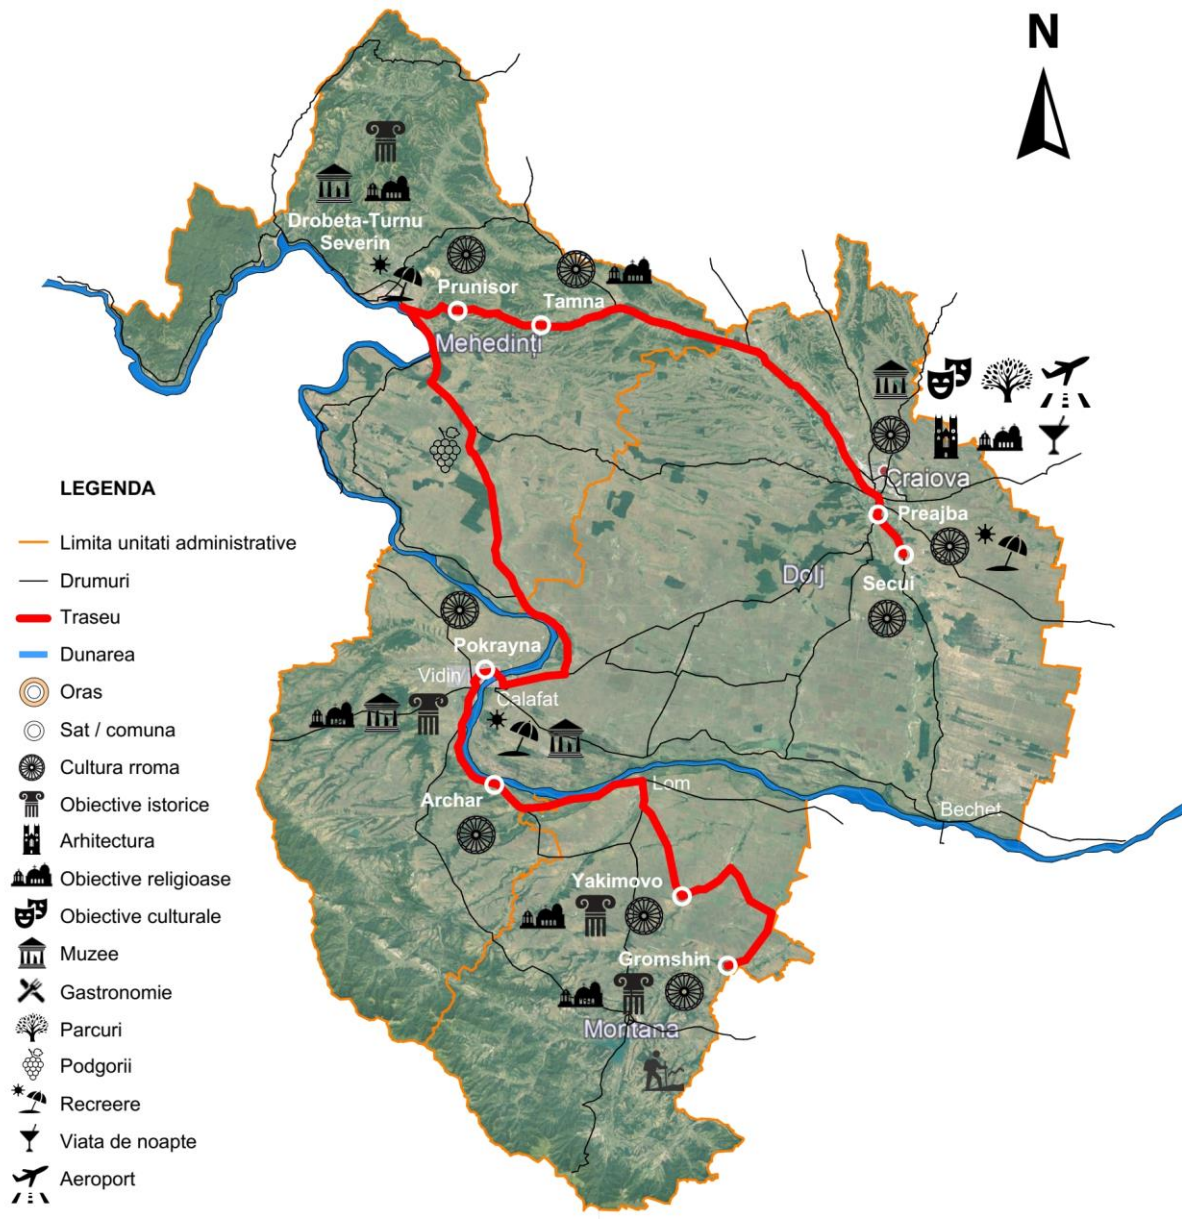 N
Drobeta-Turnu
Severin
Prunisor
Tamna
Mehedinți
Craiova
Preajba
Secui
Dolj
Pokrayna
Vidin
Calafat
Archar
Lom
Bechet
Yakimovo
Gromshin
Montana
LEGENDA
Limita unitati administrative
Drumuri
Traseu
Dunarea
Oras
Sat / comuna
Cultura rroma
Obiective istorice
Arhitectura
Obiective religioase
Obiective culturale
Muzee
Gastronomie
Parcuri
Podgorii
Recreere
Viata de noapte
Aeroport